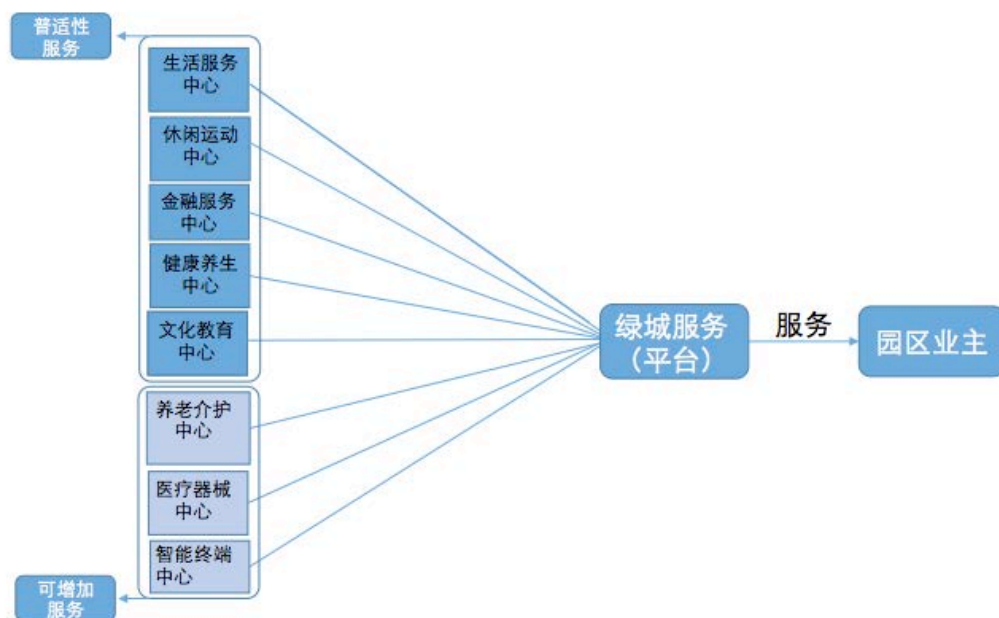 普适性
服务
生活服务
中心
休闲运动
中心
金融服务
中心
健康养生
中心
文化教育
中心
养老介护
中心
医疗器械
中心
智能终端
中心
可增加
服务
绿城服务
（平台）
服务
园区业主